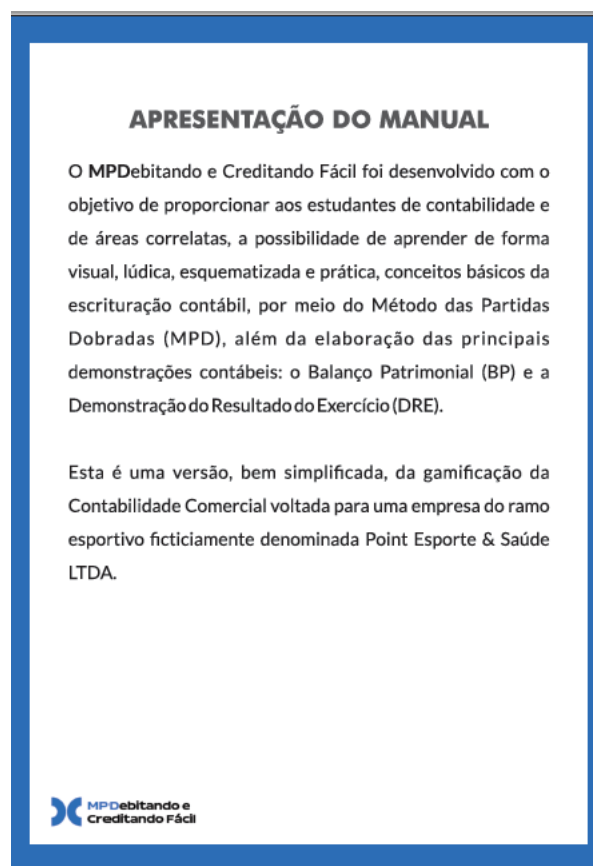 APRESENTAÇÃO DO MANUAL
O MPDebitando e Creditando Fácil foi desenvolvido com o
objetivo de proporcionar aos estudantes de contabilidade e
de áreas correlatas, a possibilidade de aprender de forma
visual, lúdica, esquematizada e prática, conceitos básicos da
escrituração contábil, por meio do Método das Partidas
Dobradas (MPD), além da elaboração das principais
demonstrações contábeis: o Balanço Patrimonial (BP) e a
Demonstração do Resultado do Exercício (DRE).
Esta é uma versão, bem simplificada, da gamificação da
Contabilidade Comercial voltada para uma empresa do ramo
esportivo ficticiamente denominada Point Esporte & Saúde
LTDA.
MPDebitando e
Creditando Fácil